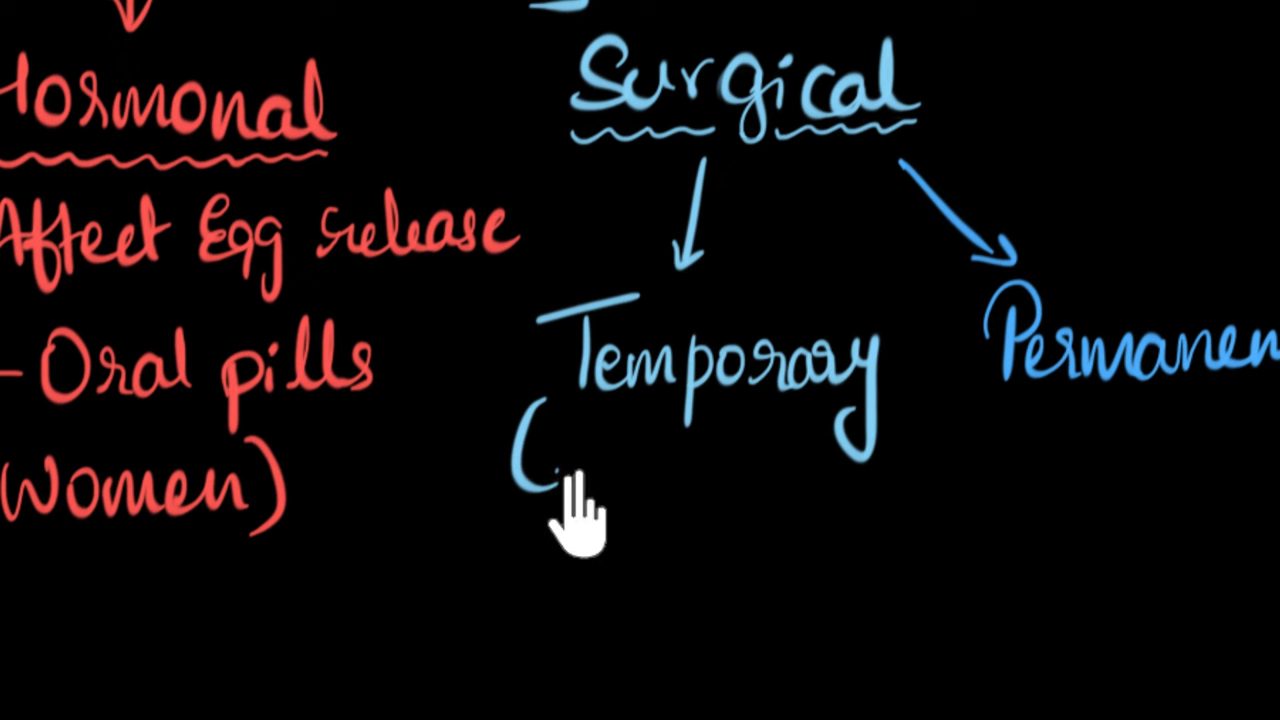 Hormonal
Affect Egg release
- Oral pills
(Women)
Surgical
Temporary
Permanen
(